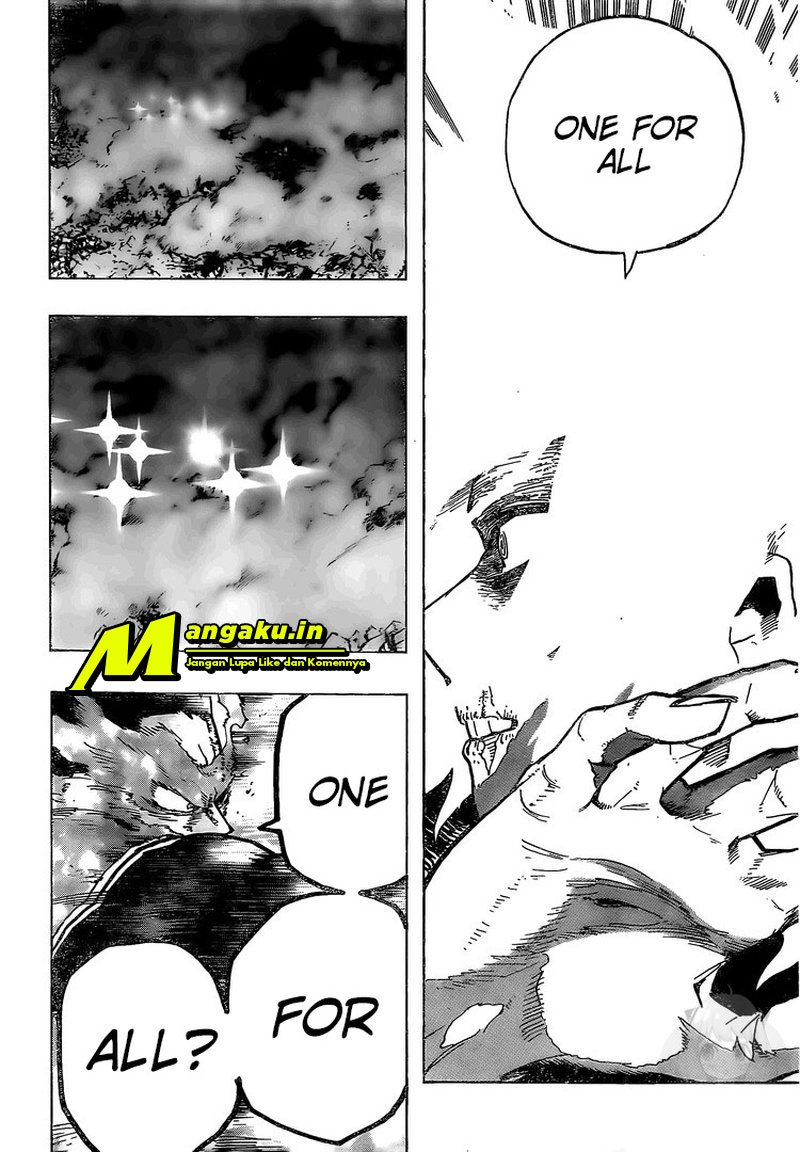 ONE FOR
ALL
Mangaku.in
Jangan Lupa Like dan Komennya
ONE
FOR
ALL?